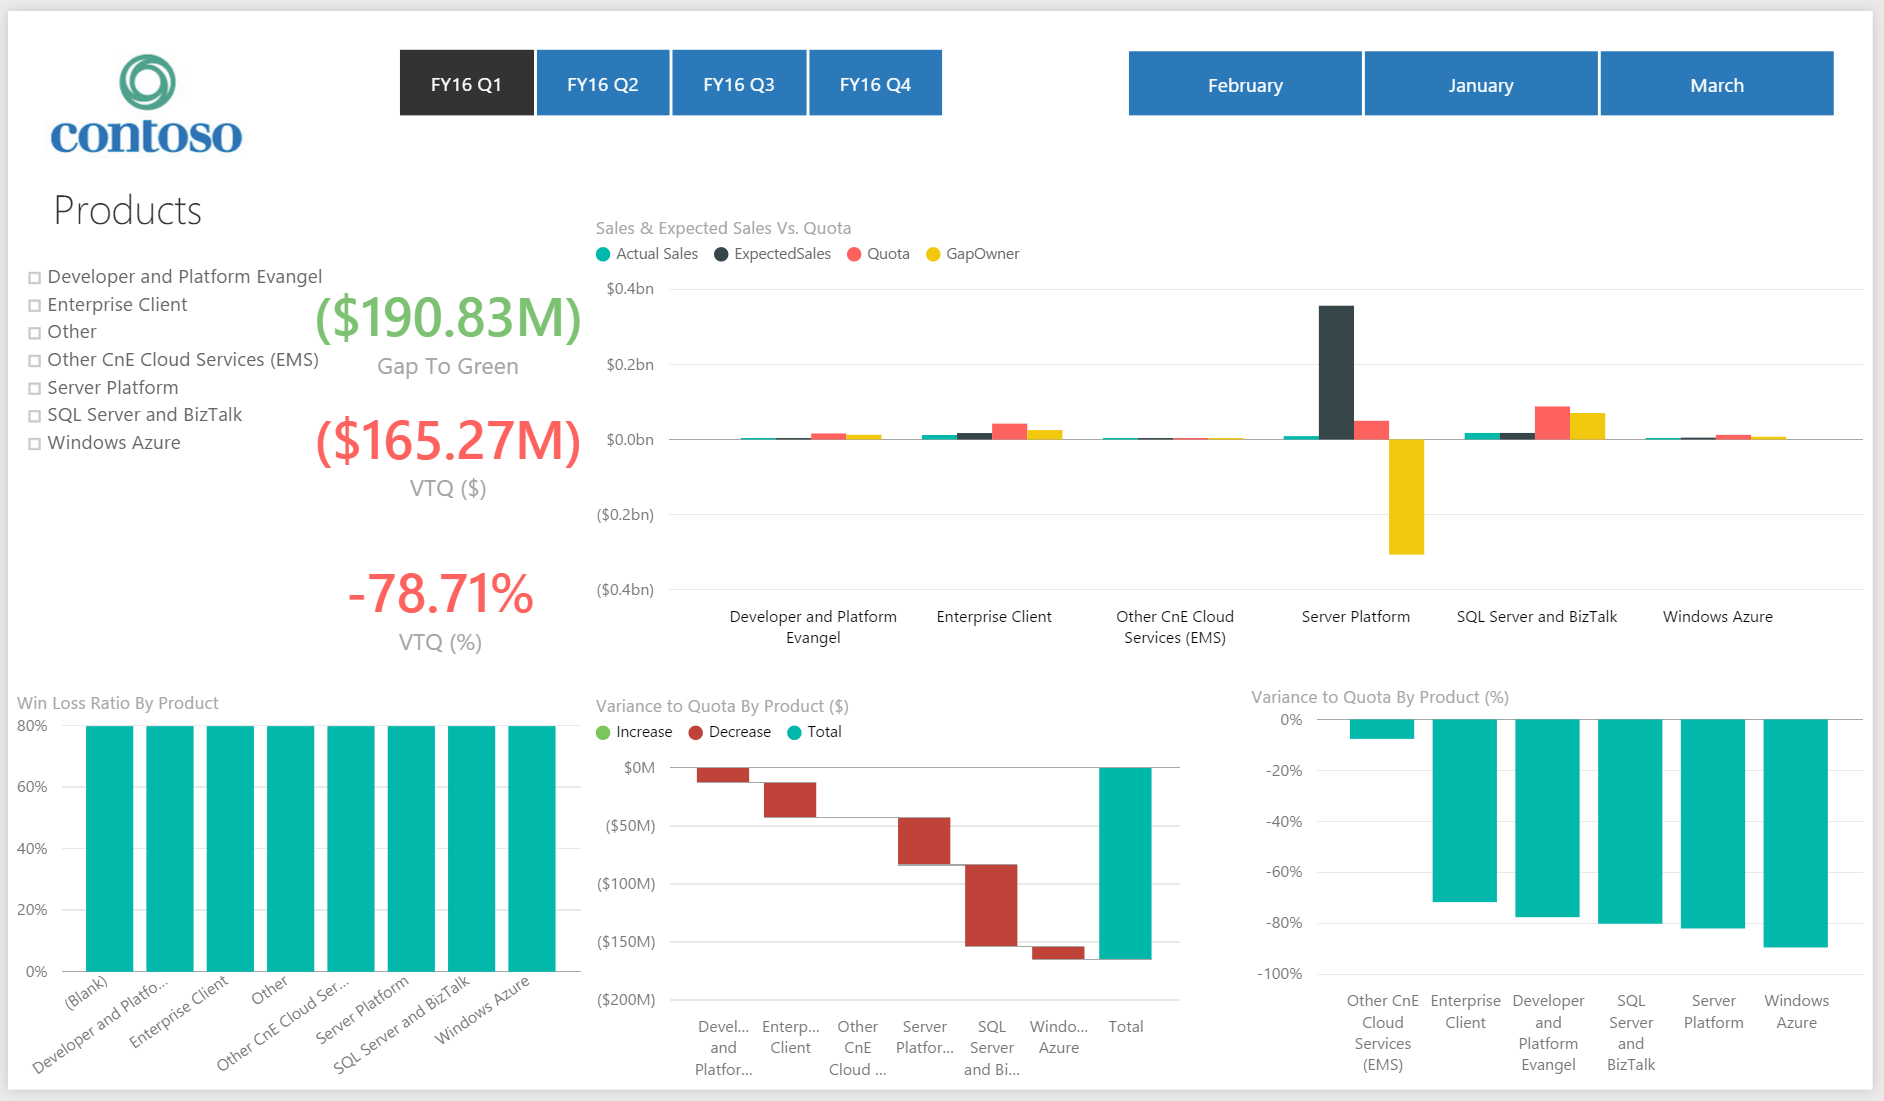 contoso
FY16 Q1
FY16 Q2
FY16 Q3
FY16 Q4
February
January
March
Products
Developer and Platform Evangel
Enterprise Client
Other
Other CnE Cloud Services (EMS)
Server Platform
SQL Server and BizTalk
Windows Azure
($190.83M)
Gap To Green
($165.27M)
VTQ ($)
-78.71%
VTQ (%)
Sales & Expected Sales Vs. Quota
Actual Sales
ExpectedSales
Quota
GapOwner
$0.4bn
$0.2bn
$0.0bn
($0.2bn)
($0.4bn)
Developer and Platform
Evangel
Enterprise Client
Other CnE Cloud
Services (EMS)
Server Platform
SQL Server and BizTalk
Windows Azure
Win Loss Ratio By Product
80%
60%
40%
20%
0%
(Blank)
Developer and Platfo...
Enterprise Client
Other
Other CnE Cloud Ser...
Server Platform
SQL Server and BizTalk
Windows Azure
Variance to Quota By Product ($)
Increase
Decrease
Total
$0M
($50M)
($100M)
($150M)
($200M)
Devel...
and
Platfor...
Enterp...
Client
Other
CnE
Cloud ...
Server
Platfor...
SQL
Server
and Bi...
Windo...
Azure
Total
Variance to Quota By Product (%)
0%
-20%
-40%
-60%
-80%
-100%
Other CnE
Cloud
Services
(EMS)
Enterprise
Client
Developer
and
Platform
Evangel
SQL
Server
and
BizTalk
Server
Platform
Windows
Azure